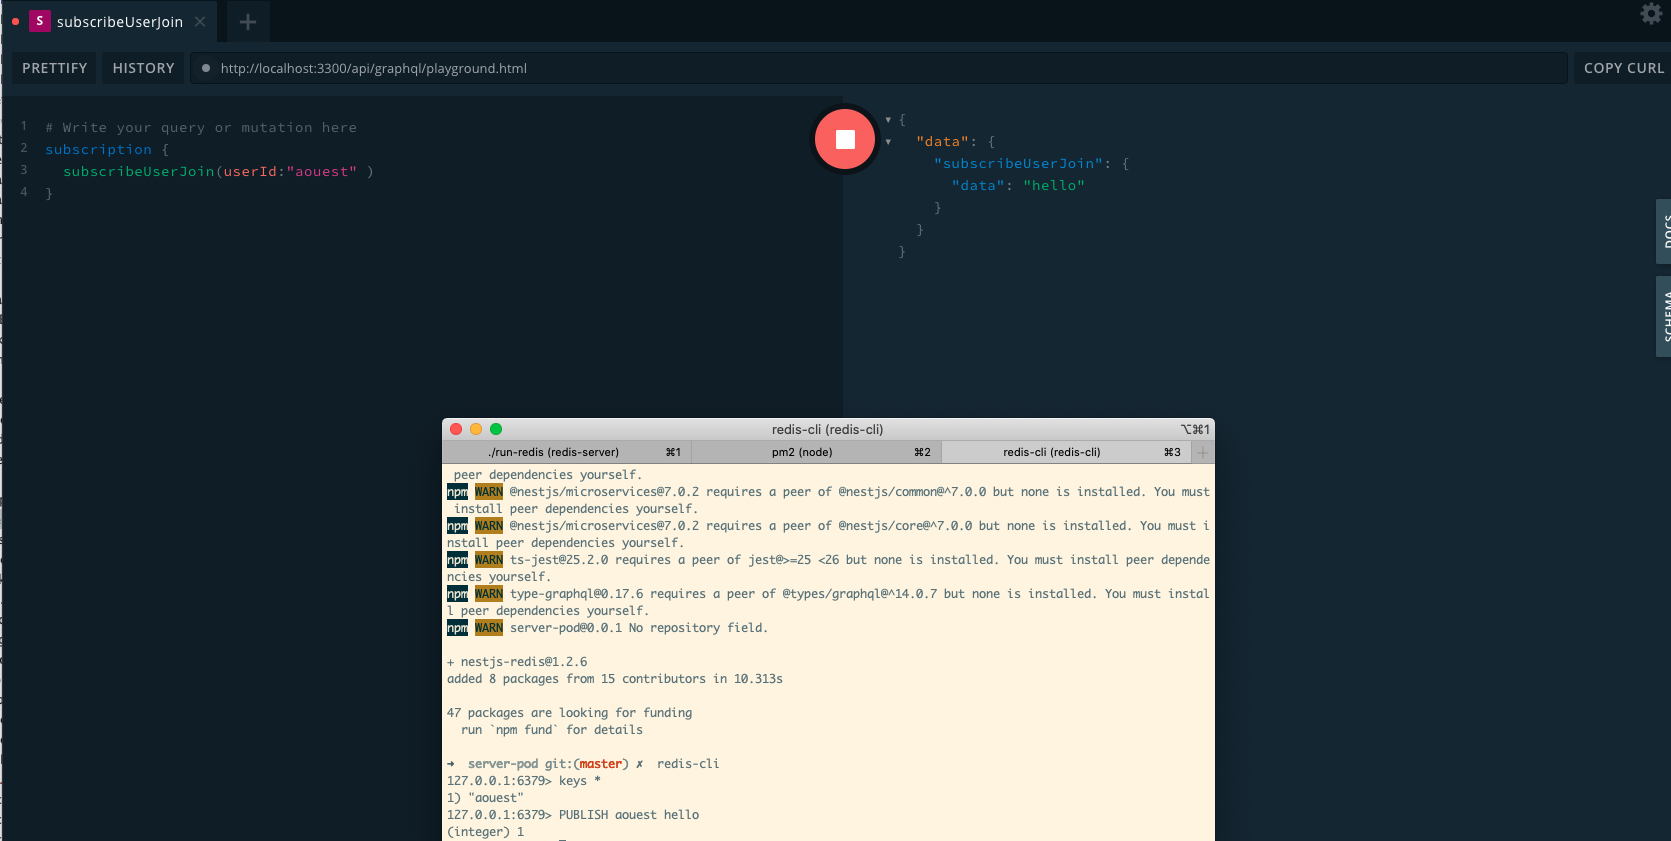 S subscribeUserJoin ×
PRETTIFY HISTORY http://localhost:3300/api/graphql/playground.html COPY CURL
1 # Write your query or mutation here
2 subscription {
3 subscribeUserJoin(userId:"aouest" )
4 }
{
"data": {
"subscribeUserJoin": {
"data": "hello"
}
}
}
DOCS
SCHEMA
redis-cli (redis-cli) ⌥⌘1
./run-redis (redis-server) ⌘1 pm2 (node) ⌘2 redis-cli (redis-cli) ⌘3
peer dependencies yourself.
npm WARN @nestjs/microservices@7.0.2 requires a peer of @nestjs/common@^7.0.0 but none is installed. You must
install peer dependencies yourself.
npm WARN @nestjs/microservices@7.0.2 requires a peer of @nestjs/core@^7.0.0 but none is installed. You must i
nstall peer dependencies yourself.
npm WARN ts-jest@25.2.0 requires a peer of jest@>=25 <26 but none is installed. You must install peer depende
ncies yourself.
npm WARN type-graphql@0.17.6 requires a peer of @types/graphql@^14.0.7 but none is installed. You must instal
l peer dependencies yourself.
npm WARN server-pod@0.0.1 No repository field.
+ nestjs-redis@1.2.6
added 8 packages from 15 contributors in 10.313s
47 packages are looking for funding
run `npm fund` for details
➜ server-pod git:(master) ✗ redis-cli
127.0.0.1:6379> keys *
1) "aouest"
127.0.0.1:6379> PUBLISH aouest hello
(integer) 1